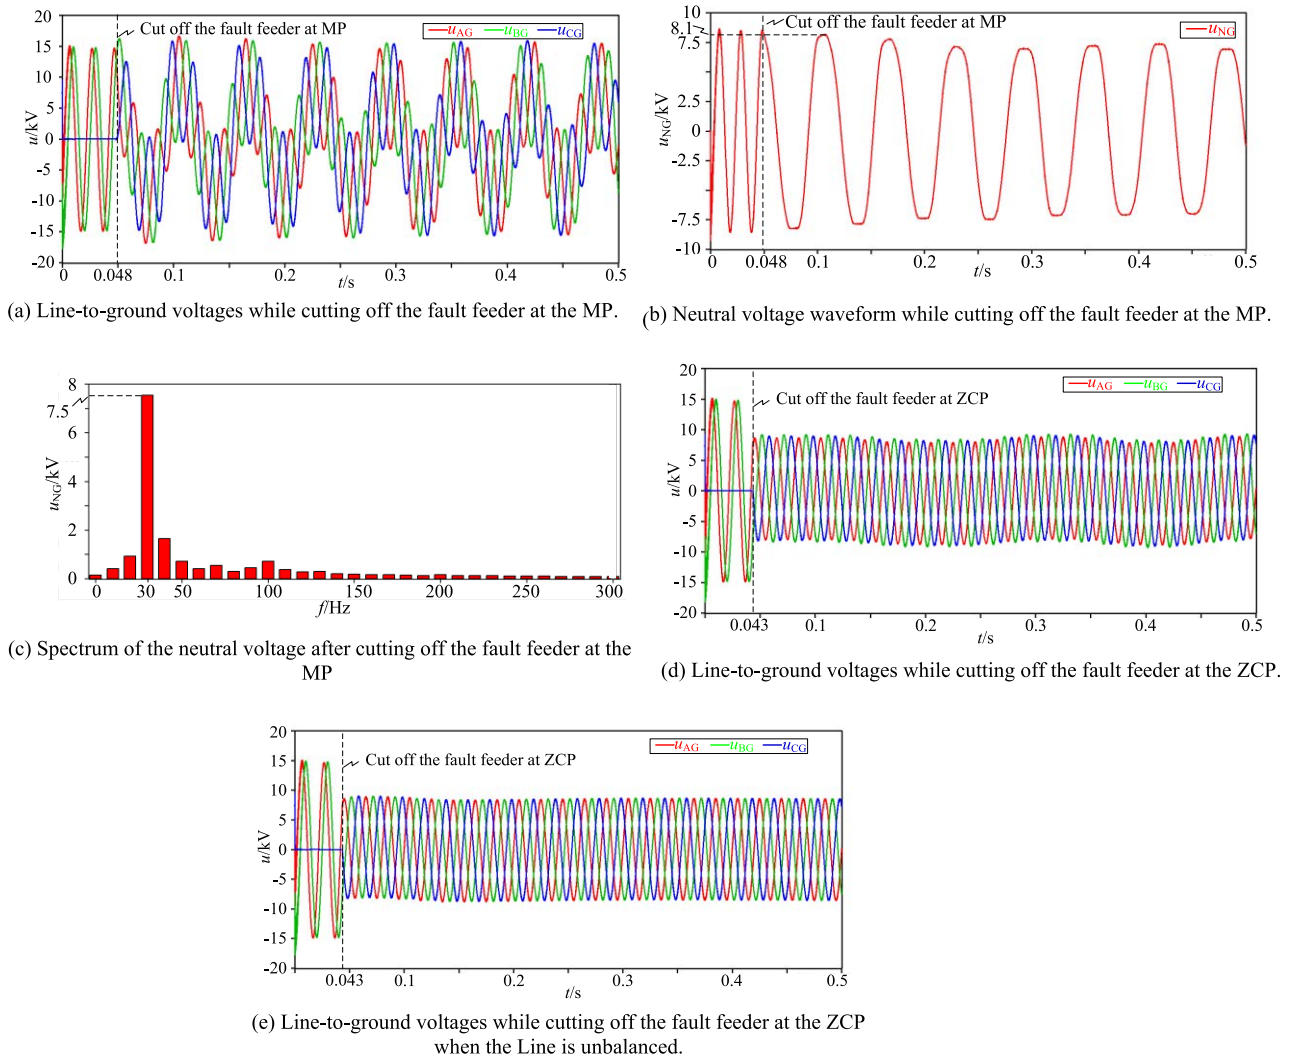 20
15
10
5
0
-5
-10
-15
-20
u/kV
Cut off the fault feeder at MP
uAG uBG uCG
0 0.048 0.1 0.2 0.3 0.4 0.5
t/s
(a) Line-to-ground voltages while cutting off the fault feeder at the MP.
10
8.1
7.5
2.5
0
-2.5
-7.5
-10
uNG/kV
Cut off the fault feeder at MP
uNG
0 0.048 0.1 0.2 0.3 0.4 0.5
t/s
(b) Neutral voltage waveform while cutting off the fault feeder at the MP.
8
7.5
6
4
2
0
uNG/kV
0 30 50 100 150 200 250 300
f/Hz
(c) Spectrum of the neutral voltage after cutting off the fault feeder at the
MP
20
15
10
5
0
-5
-10
-15
-20
u/kV
uAG uBG uCG
Cut off the fault feeder at ZCP
0.043 0.1 0.2 0.3 0.4 0.5
t/s
(d) Line-to-ground voltages while cutting off the fault feeder at the ZCP.
20
15
10
5
0
-5
-10
-15
-20
u/kV
uAG uBG uCG
Cut off the fault feeder at ZCP
0.043 0.1 0.2 0.3 0.4 0.5
t/s
(e) Line-to-ground voltages while cutting off the fault feeder at the ZCP
when the Line is unbalanced.